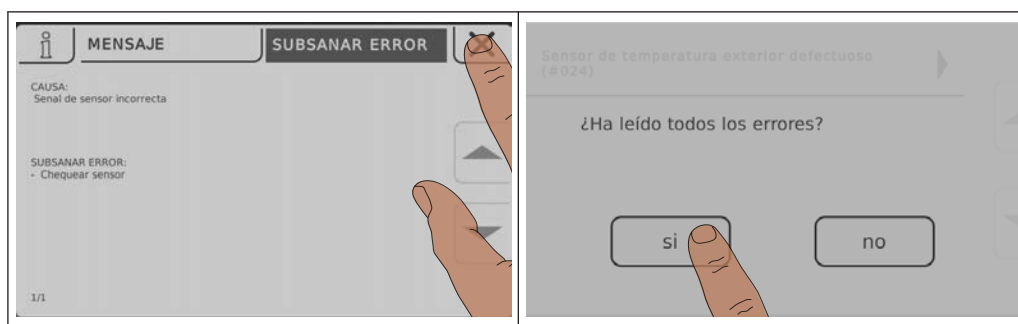 MENSAJE
SUBSANAR ERROR
CAUSA:
Senal de sensor incorrecta
SUBSANAR ERROR:
- Chequear sensor
1/1
Sensor de temperatura exterior defectuoso
(#024)
¿Ha leído todos los errores?
si
no